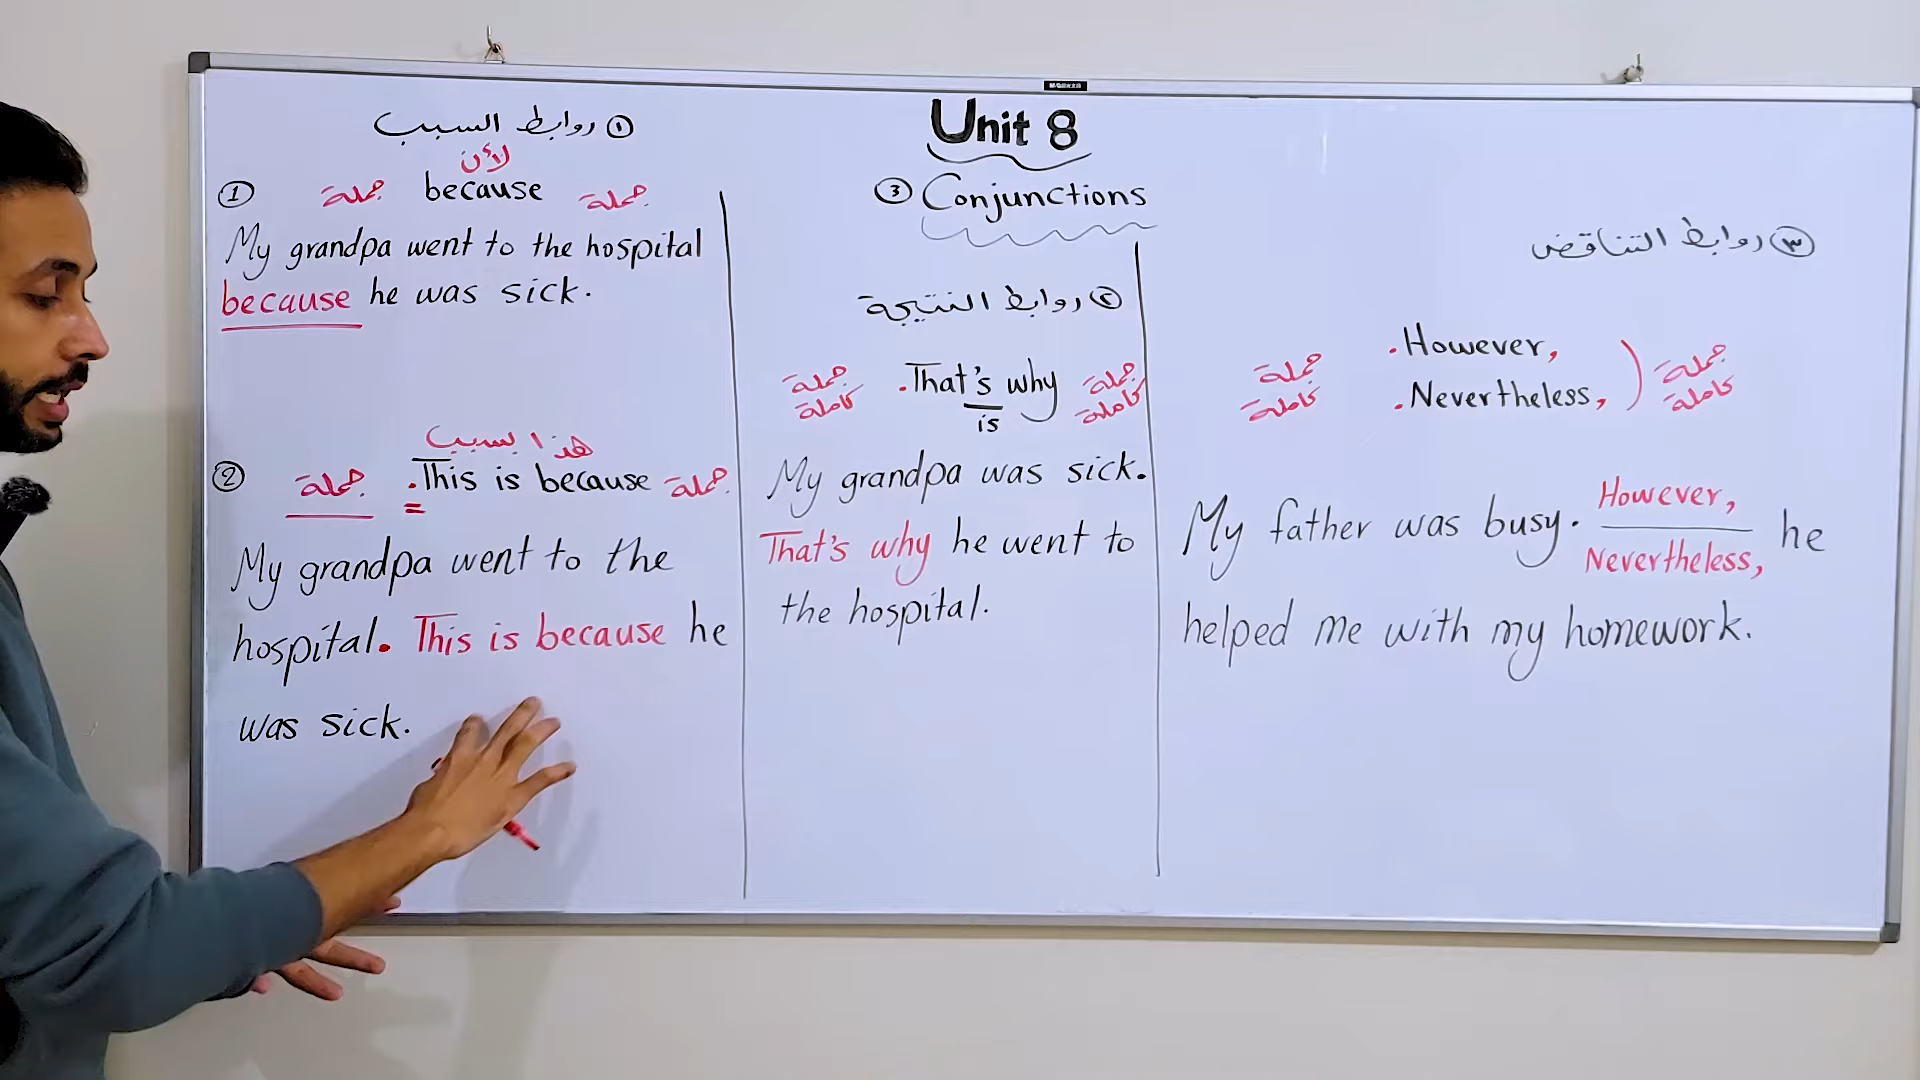 Unit 8
③ Conjunctions
① روابط السبب
لأن
① جملة because جملة
My grandpa went to the hospital
because he was sick.
هذا بسبب
② جملة .This is because جملة
My grandpa went to the
hospital. This is because he
was sick.
② روابط النتيجة
جملة كاملة .That's why جملة كاملة
is
My grandpa was sick.
That's why he went to
the hospital.
③ روابط التناقض
جملة كاملة .However, جملة كاملة
.Nevertheless,
My father was busy. However, he
Nevertheless,
helped me with my homework.